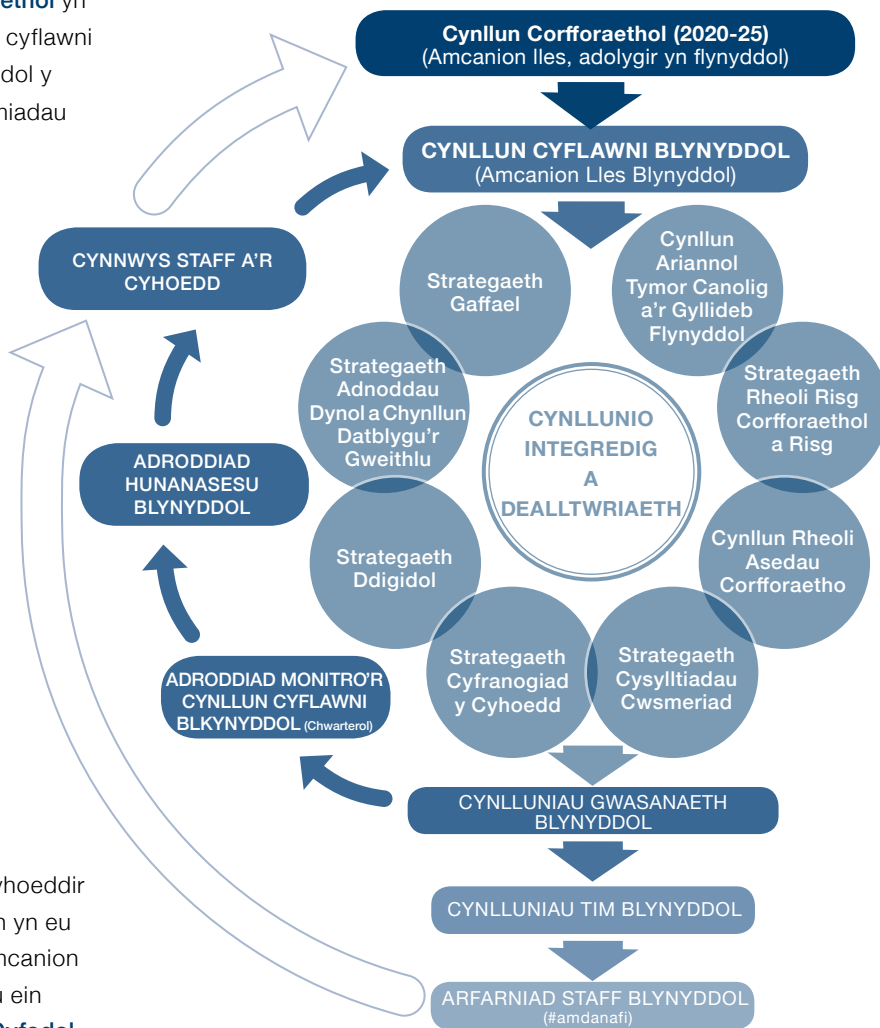 aethol yn
cyflawni
dol y
niadau
Cynllun Corfforaethol (2020-25)
(Amcanion lles, adolygir yn flynyddol)
CYNLLUN CYFLAWNI BLYNYDDOL
(Amcanion Lles Blynyddol)
CYNNWYS STAFF A’R
CYHOEDD
Strategaeth
Gaffael
Cynllun
Ariannol
Tymor Canolig
a’r Gyllideb
Flynyddol
Strategaeth
Adnoddau
Dynol a Chynllun
Datblygu’r
Gweithlu
Strategaeth
Rheoli Risg
Corfforaethol
a Risg
CYNLLUNIO
INTEGREDIG
A
DEALLTWRIAETH
ADRODDIAD
HUNANASESU
BLYNYDDOL
Strategaeth
Ddigidol
Cynllun Rheoli
Asedau
Corfforaetho
Strategaeth
Cyfranogiad
y Cyhoedd
Strategaeth
Cysylltiadau
Cwsmeriad
ADRODDIAD MONITRO’R
CYNLLUN CYFLAWNI
BLKYNYDDOL (Chwarterol)
CYNLLUNIAU GWASANAETH
BLYNYDDOL
CYNLLUNIAU TIM BLYNYDDOL
ARFARNIAD STAFF BLYNYDDOL
(#amdanafi)
yhoeddir
n yn eu
ncanion
u ein